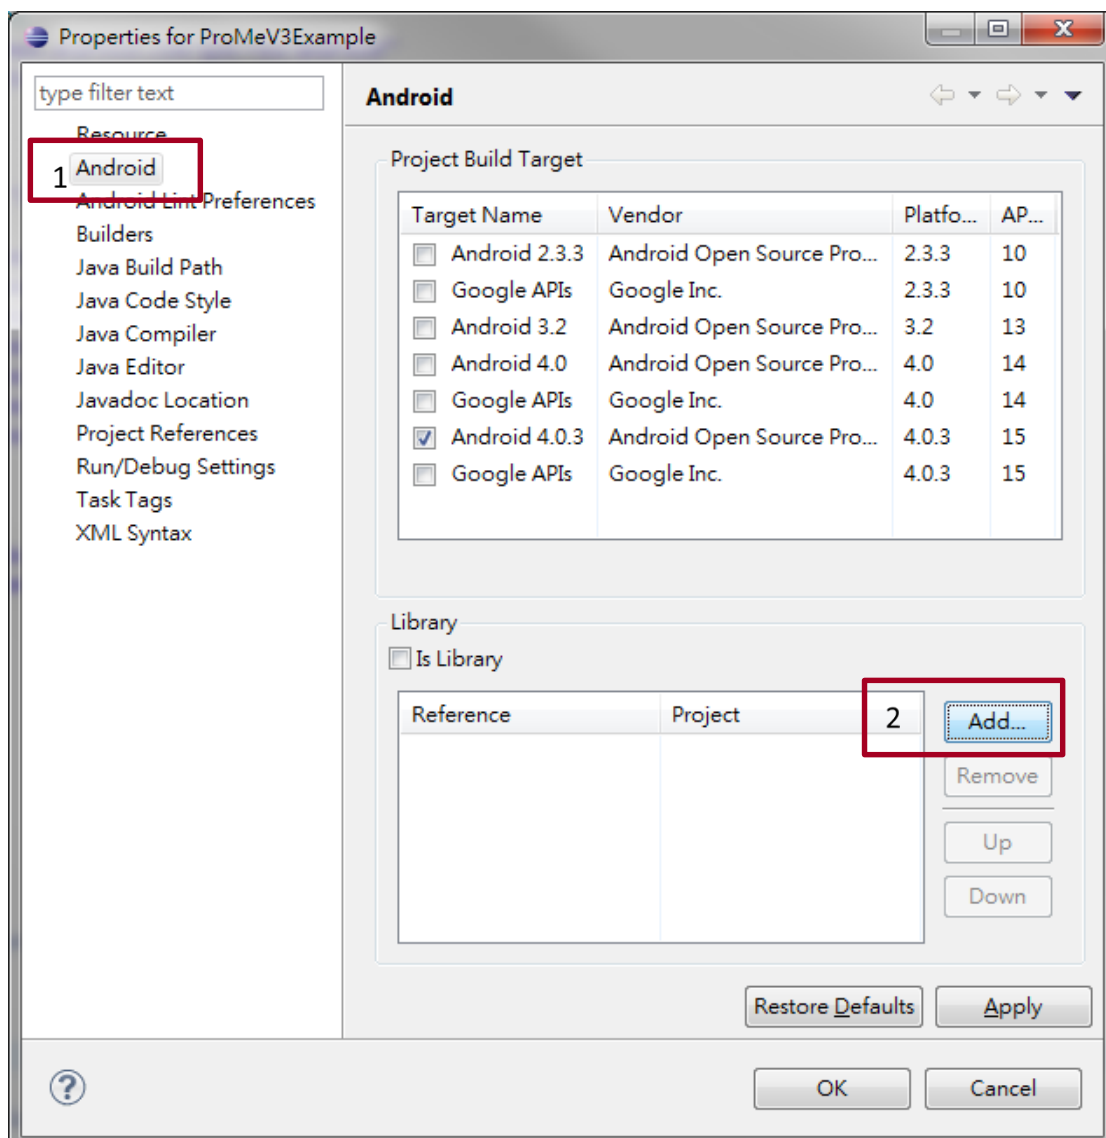 Properties for ProMeV3Example
type filter text
Resource
1
Android
Android Lint Preferences
Builders
Java Build Path
Java Code Style
Java Compiler
Java Editor
Javadoc Location
Project References
Run/Debug Settings
Task Tags
XML Syntax
Android
Project Build Target
Target Name Vendor Platfo... AP...
Android 2.3.3 Android Open Source Pro... 2.3.3 10
Google APIs Google Inc. 2.3.3 10
Android 3.2 Android Open Source Pro... 3.2 13
Android 4.0 Android Open Source Pro... 4.0 14
Google APIs Google Inc. 4.0 14
Android 4.0.3 Android Open Source Pro... 4.0.3 15
Google APIs Google Inc. 4.0.3 15
Library
Is Library
Reference Project
2
Add...
Remove
Up
Down
Restore Defaults Apply
? OK Cancel